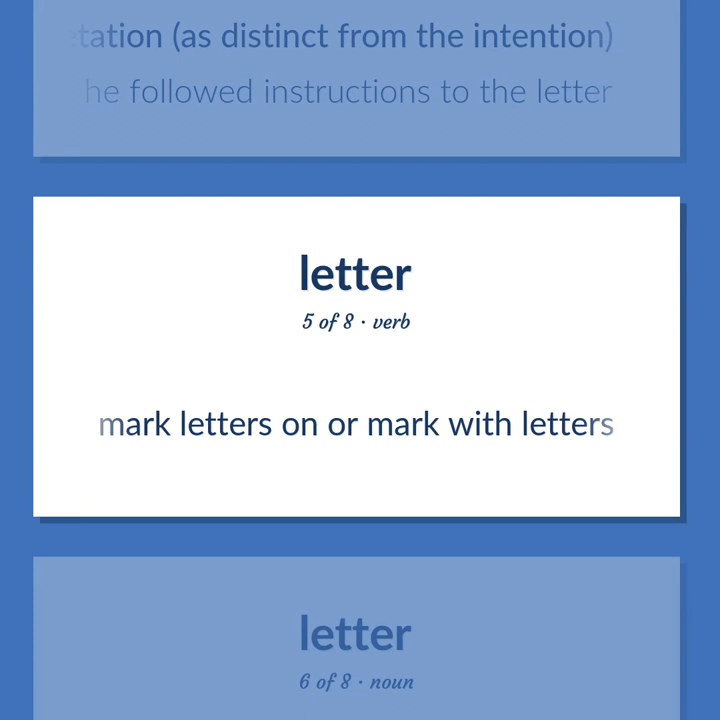 (as distinct from the intention)
he followed instructions to the letter
letter
5 of 8 · verb
mark letters on or mark with letters
letter
6 of 8 · noun